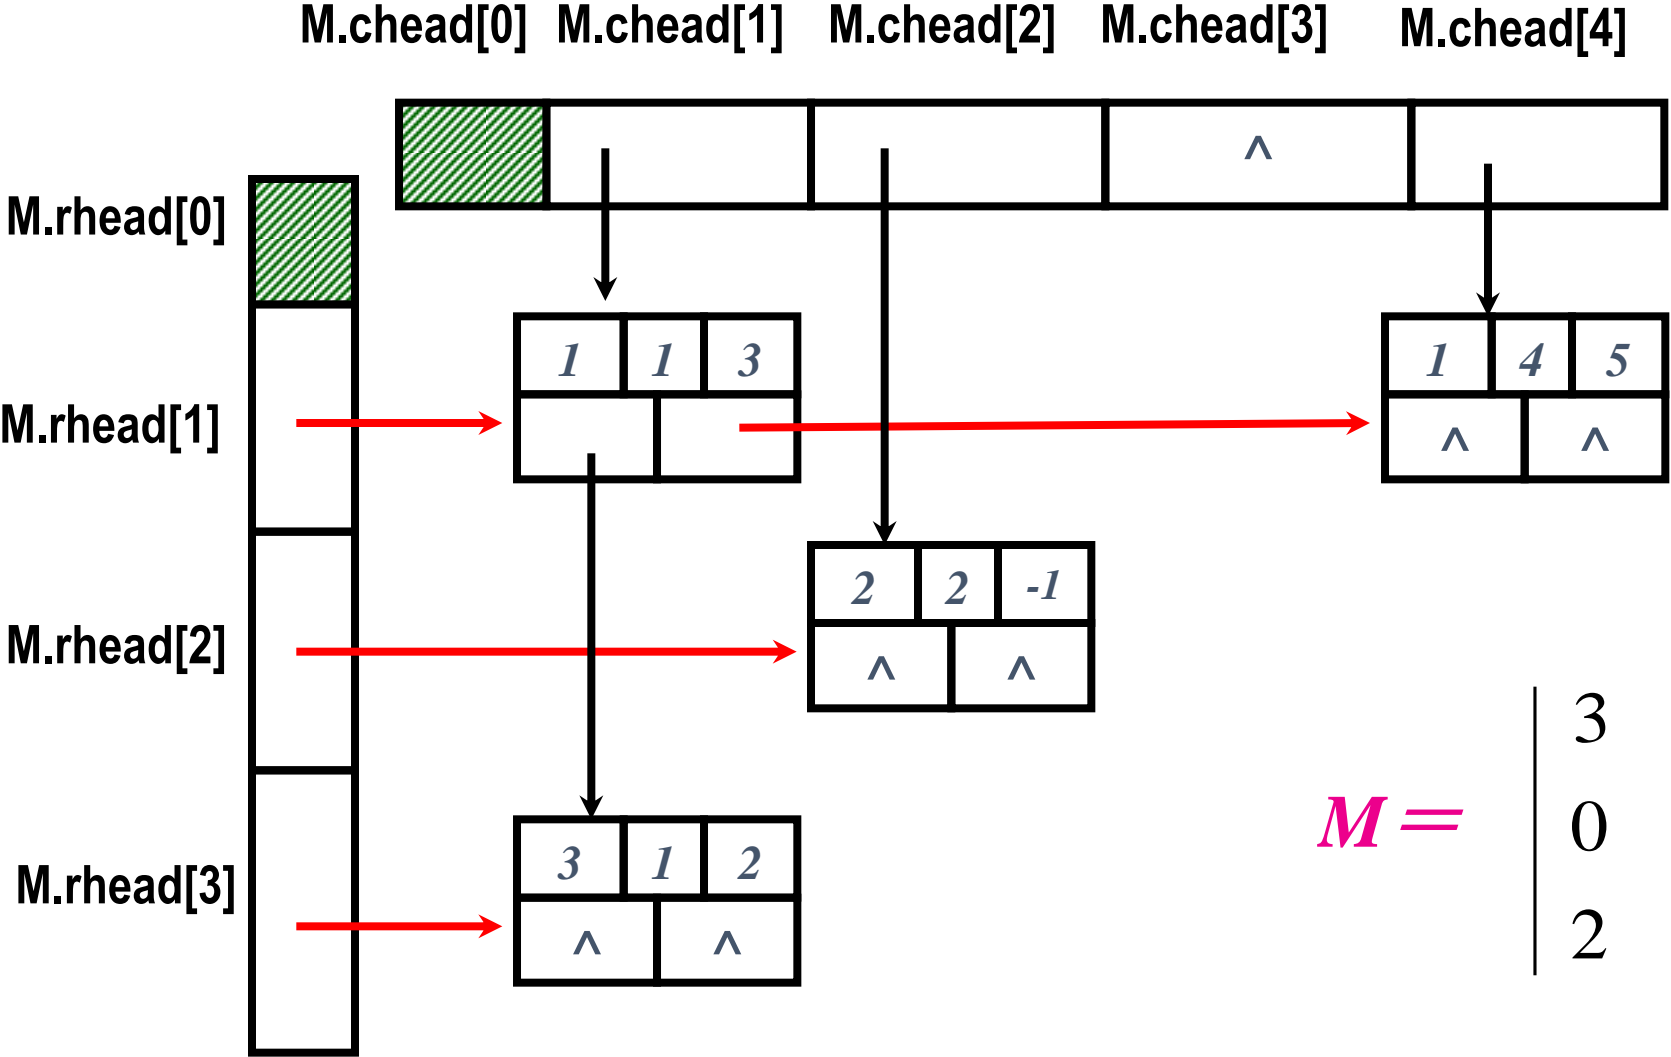 M.chead[0] M.chead[1] M.chead[2] M.chead[3] M.chead[4]
^
M.rhead[0]
1 1 3
1 4 5
M.rhead[1]
^ ^
2 2 -1
M.rhead[2]
^ ^
3
M=
0
3 1 2
M.rhead[3]
^ ^
2